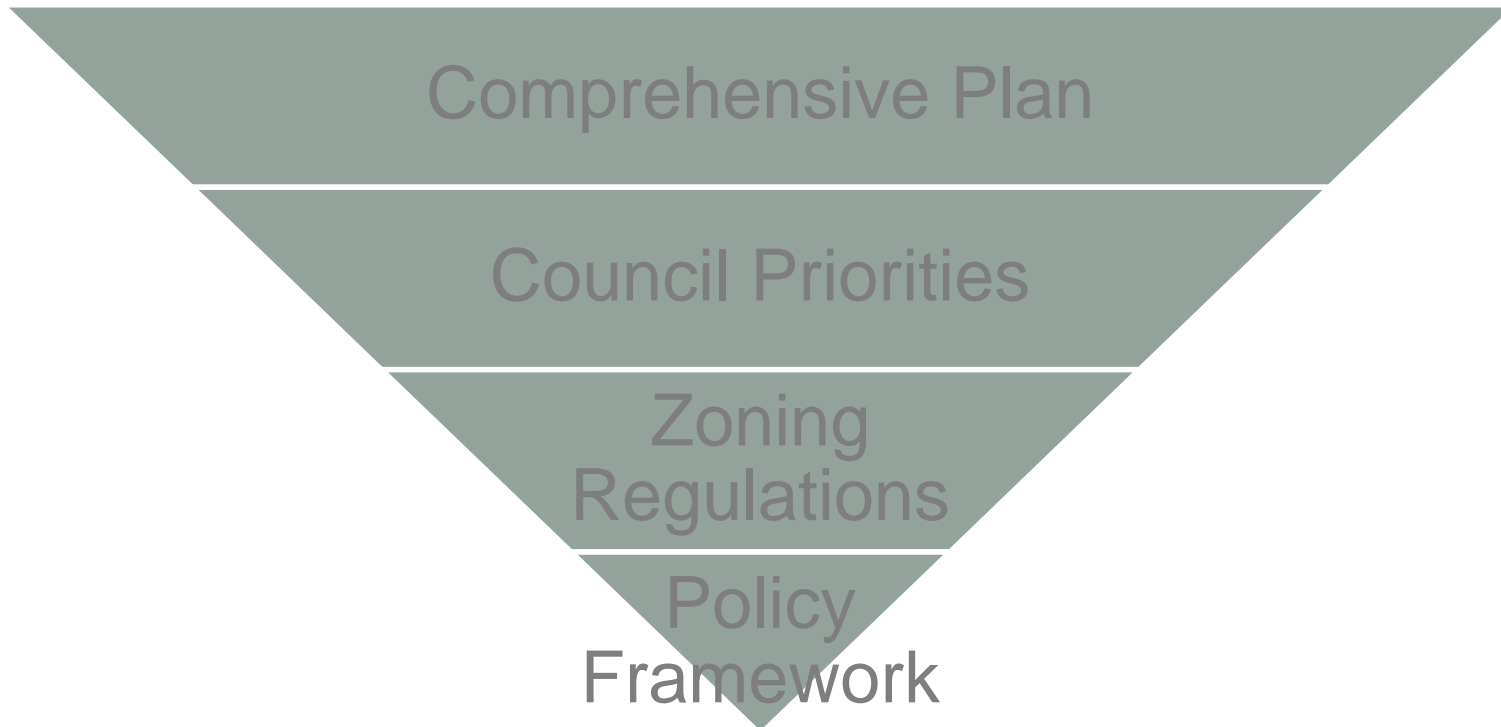 Comprehensive Plan
Council Priorities
Zoning
Regulations
Policy
Framework